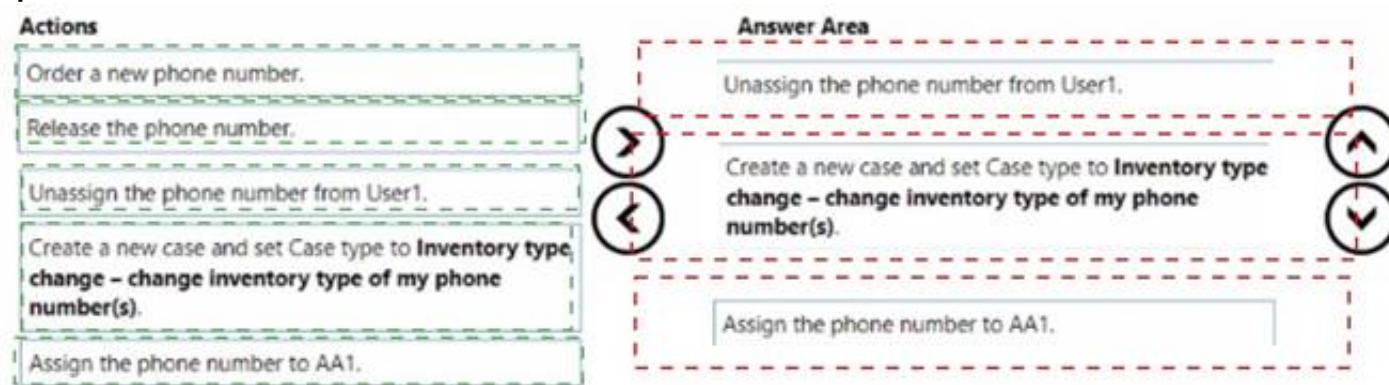 Actions
Order a new phone number.
Release the phone number.
Unassign the phone number from User1.
Create a new case and set Case type to Inventory type
change – change inventory type of my phone
number(s).
Assign the phone number to AA1.
Answer Area
Unassign the phone number from User1.
Create a new case and set Case type to Inventory type
change – change inventory type of my phone
number(s).
Assign the phone number to AA1.